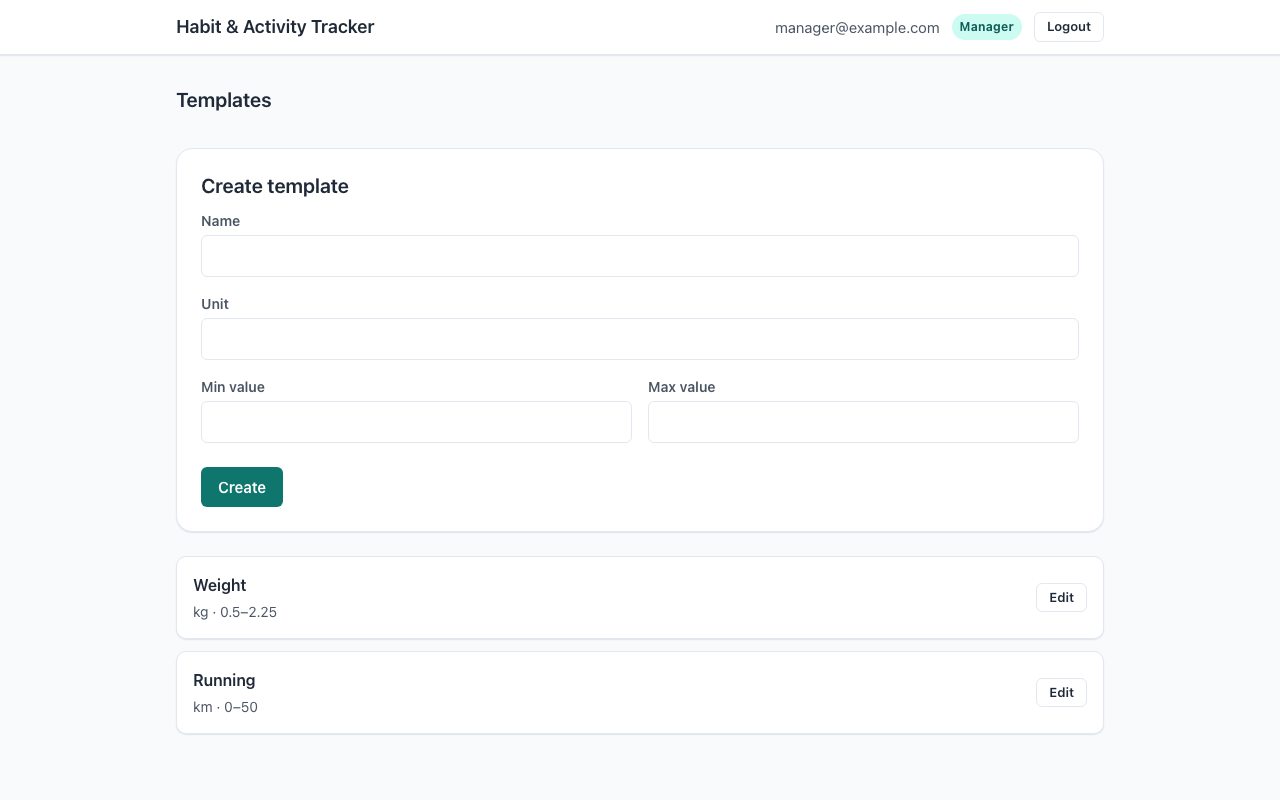 Habit & Activity Tracker
manager@example.com
Manager
Logout
Templates
Create template
Name
Unit
Min value
Max value
Create
Weight
kg · 0.5–2.25
Edit
Running
km · 0–50
Edit